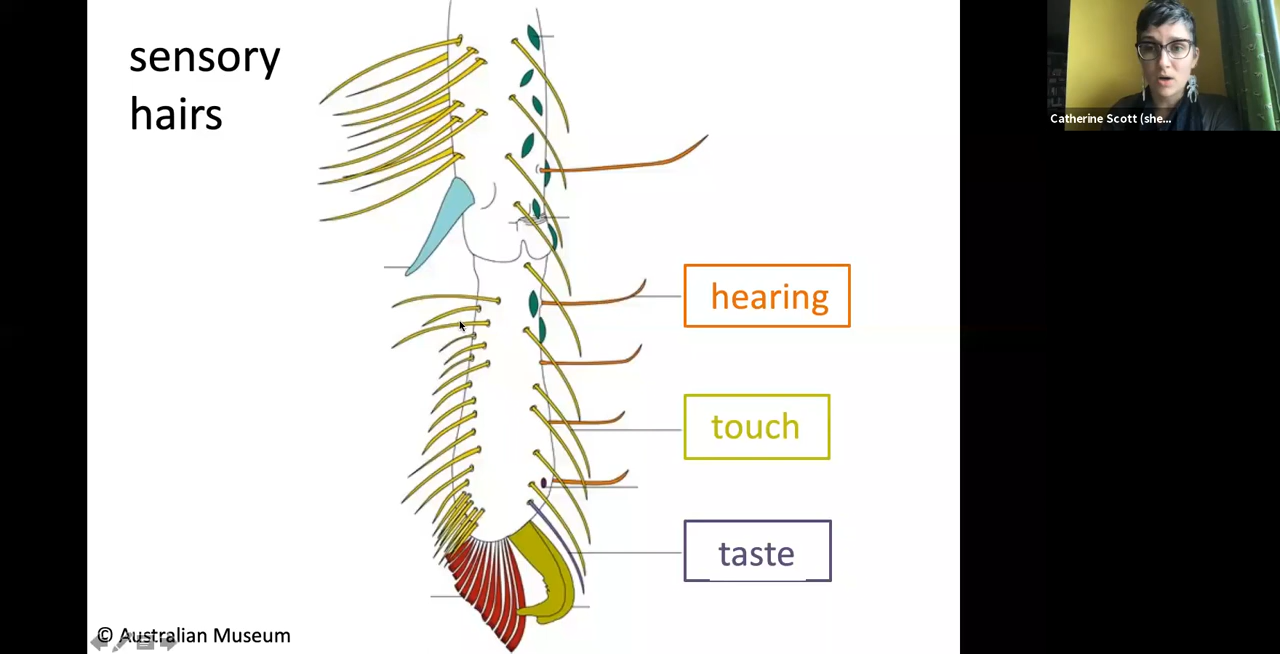 sensory
hairs
Catherine Scott (she...
hearing
touch
taste
© Australian Museum